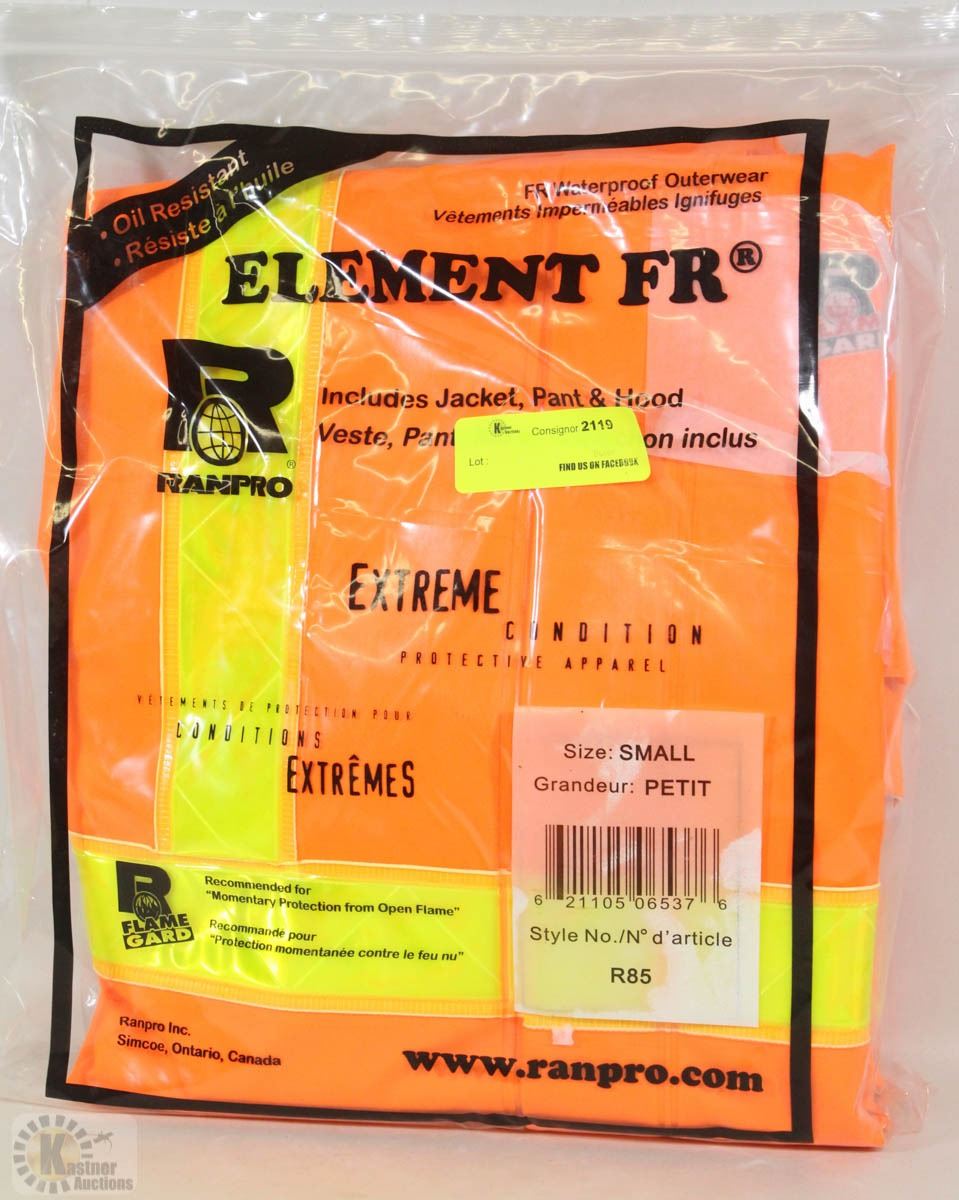 • Oil Resistant
• Résiste à l'huile
FR Waterproof Outerwear
Vêtements Imperméables Ignifuges
ELEMENT FR®
R
RANPRO®
Includes Jacket, Pant & Hood
Veste, Pant on inclus
Kastner Auctions
Consignor 2119
Lot :
FIND US ON FACEBOOK
EXTREME
CONDITION
PROTECTIVE APPAREL
VÊTEMENTS DE PROTECTION POUR
CONDITIONS
EXTRÊMES
Size: SMALL
Grandeur: PETIT
6 21105 06537 6
Style No./N° d'article
R85
R
FLAME
GARD
Recommended for
"Momentary Protection from Open Flame"
Recommandé pour
"Protection momentanée contre le feu nu"
Ranpro Inc.
Simcoe, Ontario, Canada
www.ranpro.com
Kastner
Auctions